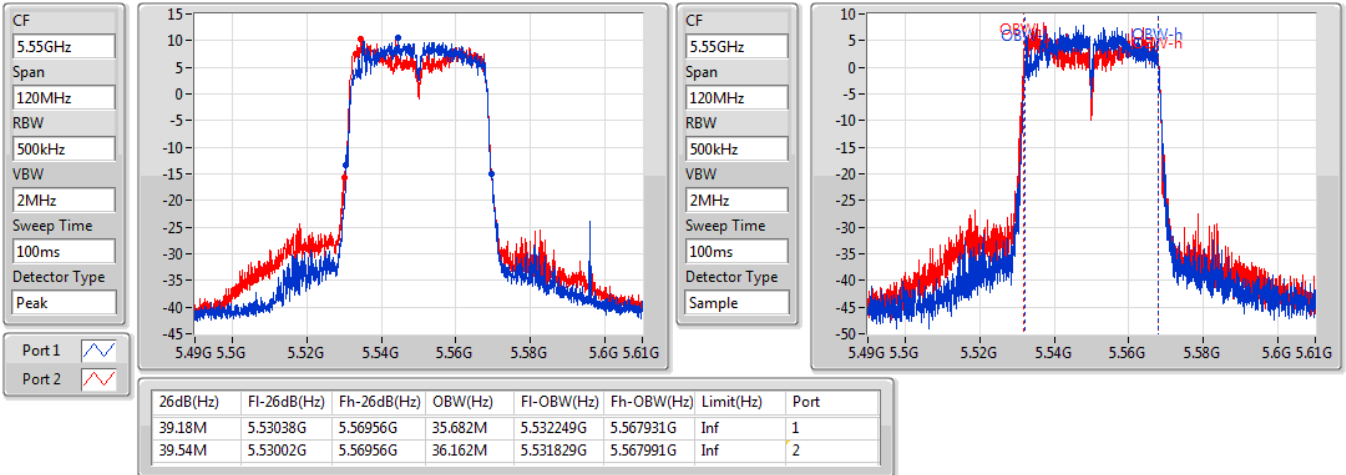 CF
5.55GHz
Span
120MHz
RBW
500kHz
VBW
2MHz
Sweep Time
100ms
Detector Type
Peak
Port 1
Port 2
15
10
5
0
-5
-10
-15
-20
-25
-30
-35
-40
-45
5.49G 5.5G 5.52G 5.54G 5.56G 5.58G 5.6G 5.61G
CF
5.55GHz
Span
120MHz
RBW
500kHz
VBW
2MHz
Sweep Time
100ms
Detector Type
Sample
10
5
0
-5
-10
-15
-20
-25
-30
-35
-40
-45
-50
OBW-h
OBW-h
5.49G 5.5G 5.52G 5.54G 5.56G 5.58G 5.6G 5.61G
26dB(Hz) Fl-26dB(Hz) Fh-26dB(Hz) OBW(Hz) Fl-OBW(Hz) Fh-OBW(Hz) Limit(Hz) Port
39.18M 5.53038G 5.56956G 35.682M 5.532249G 5.567931G Inf 1
39.54M 5.53002G 5.56956G 36.162M 5.531829G 5.567991G Inf 2